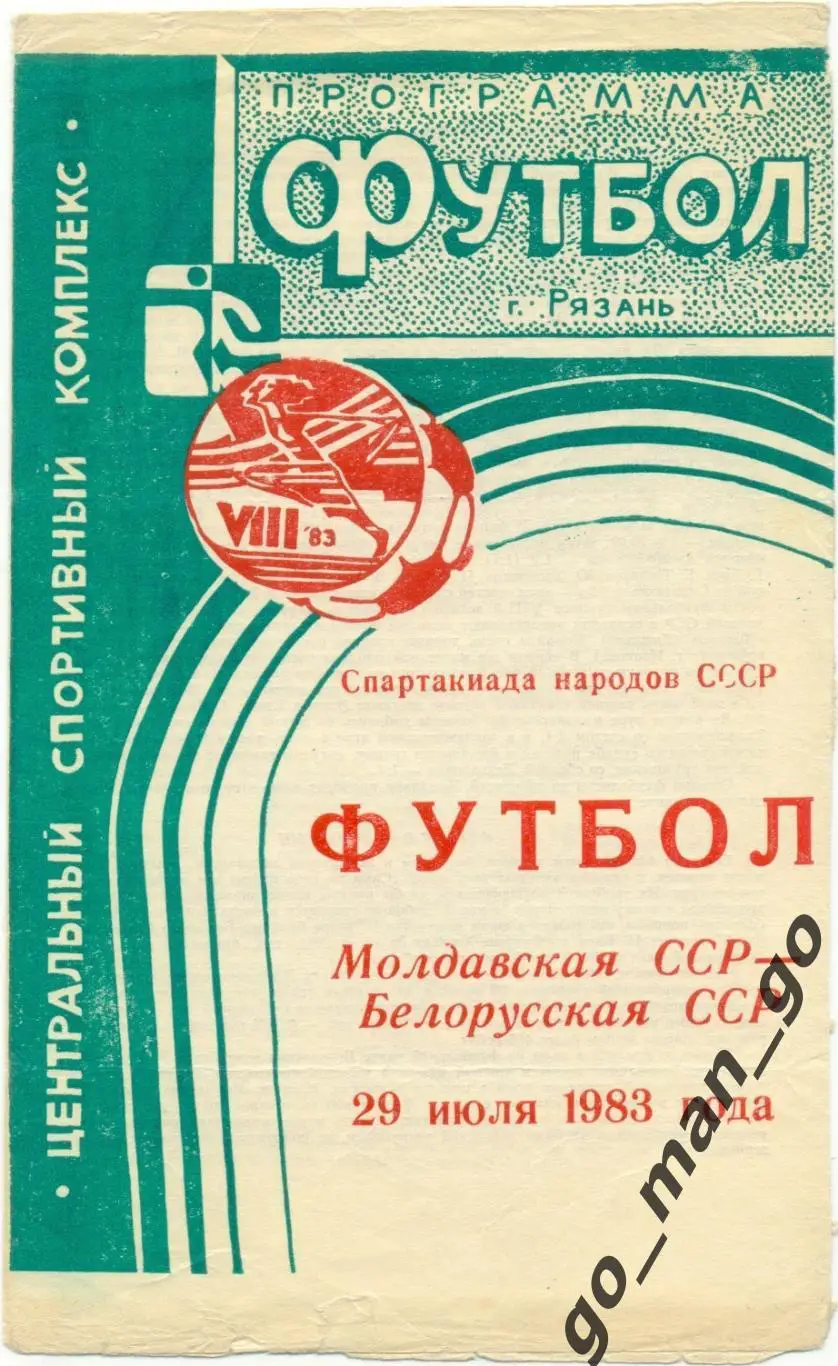 ПРОГРАММА
ФУТБОЛ
г. Рязань
· ЦЕНТРАЛЬНЫЙ СПОРТИВНЫЙ КОМПЛЕКС ·
VIII '83
Спартакиада народов СССР
ФУТБОЛ
Молдавская ССР—
Белорусская ССР
29 июля 1983 года
go_man_go